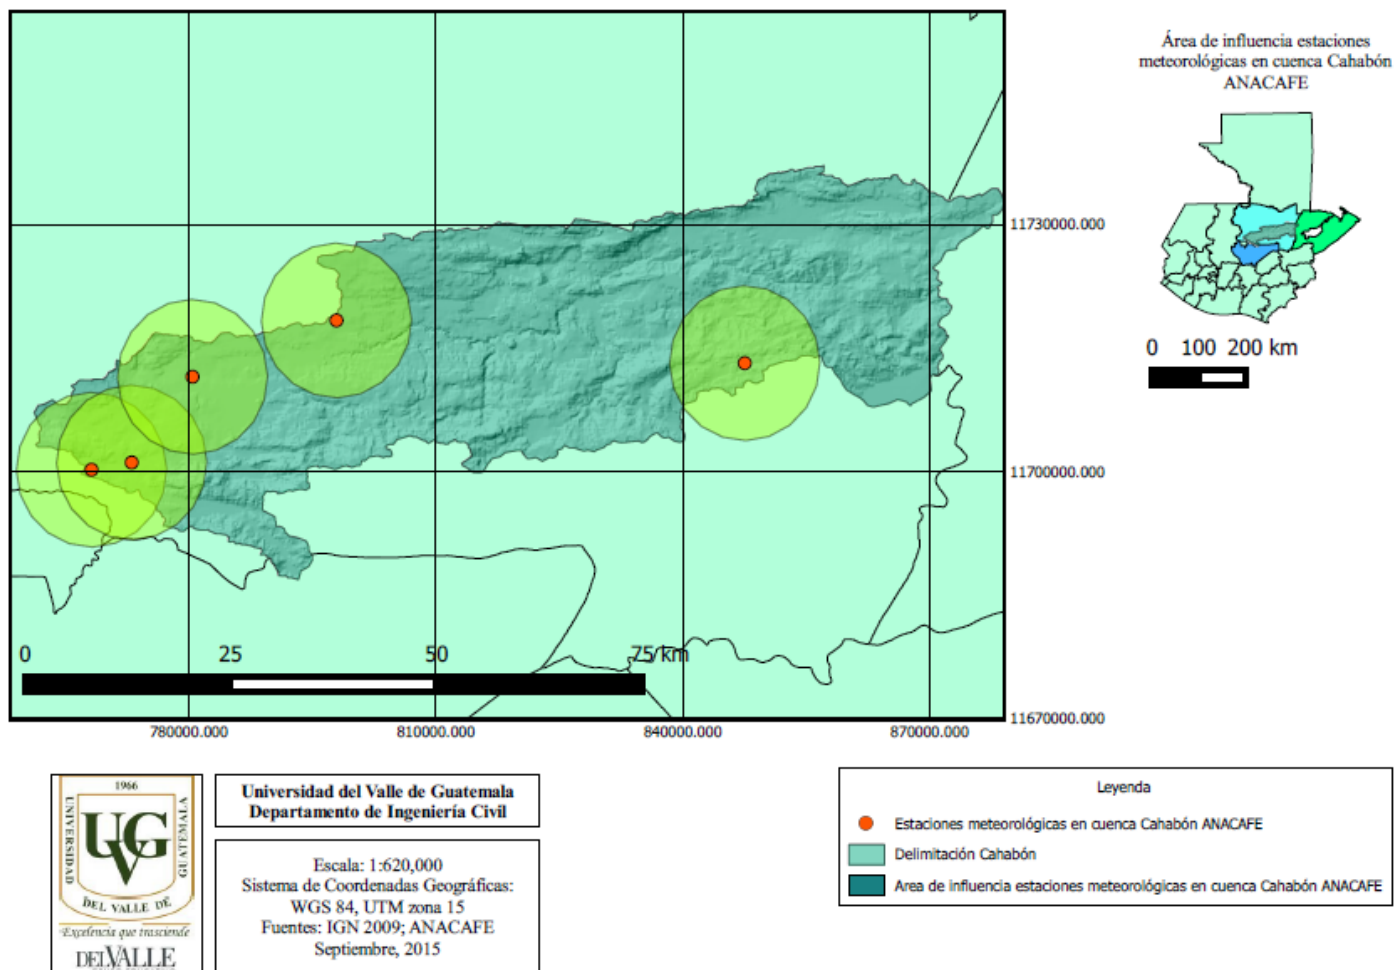 Área de influencia estaciones
meteorológicas en cuenca Cahabón
ANACAFE
0 100 200 km
11730000.000
11700000.000
11670000.000
0 25 50 75 km
780000.000 810000.000 840000.000 870000.000
1966
UNIVERSIDAD
UVG
GUATEMALA
DEL VALLE DE
Excelencia que trasciende
DEL VALLE
Universidad del Valle de Guatemala
Departamento de Ingeniería Civil
Escala: 1:620,000
Sistema de Coordenadas Geográficas:
WGS 84, UTM zona 15
Fuentes: IGN 2009; ANACAFE
Septiembre, 2015
Leyenda
Estaciones meteorológicas en cuenca Cahabón ANACAFE
Delimitación Cahabón
Area de influencia estaciones meteorológicas en cuenca Cahabón ANACAFE